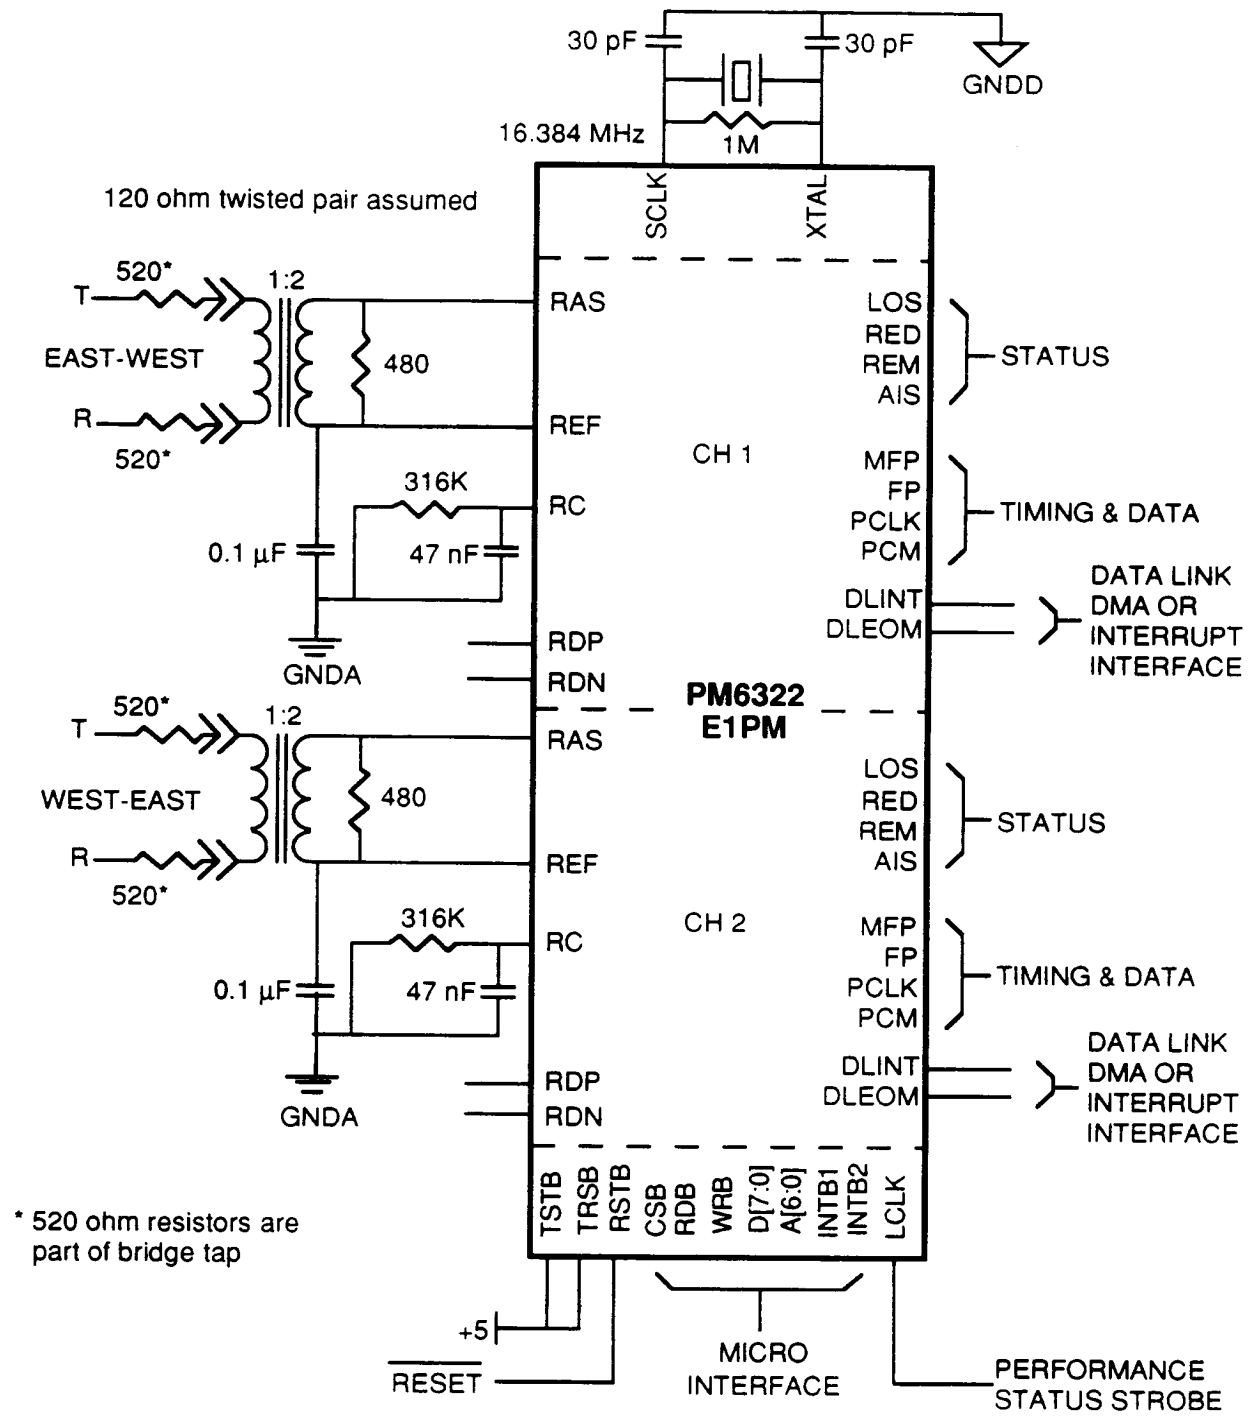 30 pF
30 pF
GNDD
16.384 MHz
1M
SCLK
XTAL
120 ohm twisted pair assumed
520*
1:2
T
EAST-WEST
R
520*
480
RAS
REF
316K
RC
0.1 µF
47 nF
GNDA
RDP
RDN
CH 1
LOS
RED
REM
AIS
STATUS
MFP
FP
PCLK
PCM
TIMING & DATA
DLINT
DLEOM
DATA LINK
DMA OR
INTERRUPT
INTERFACE
PM6322
E1PM
520*
1:2
T
WEST-EAST
R
520*
480
RAS
REF
316K
RC
0.1 µF
47 nF
GNDA
RDP
RDN
CH 2
LOS
RED
REM
AIS
STATUS
MFP
FP
PCLK
PCM
TIMING & DATA
DLINT
DLEOM
DATA LINK
DMA OR
INTERRUPT
INTERFACE
TSTB
TRSB
RSTB
CSB
RDB
WRB
D[7:0]
A[6:0]
INTB1
INTB2
LCLK
* 520 ohm resistors are
part of bridge tap
+5
RESET
MICRO
INTERFACE
PERFORMANCE
STATUS STROBE